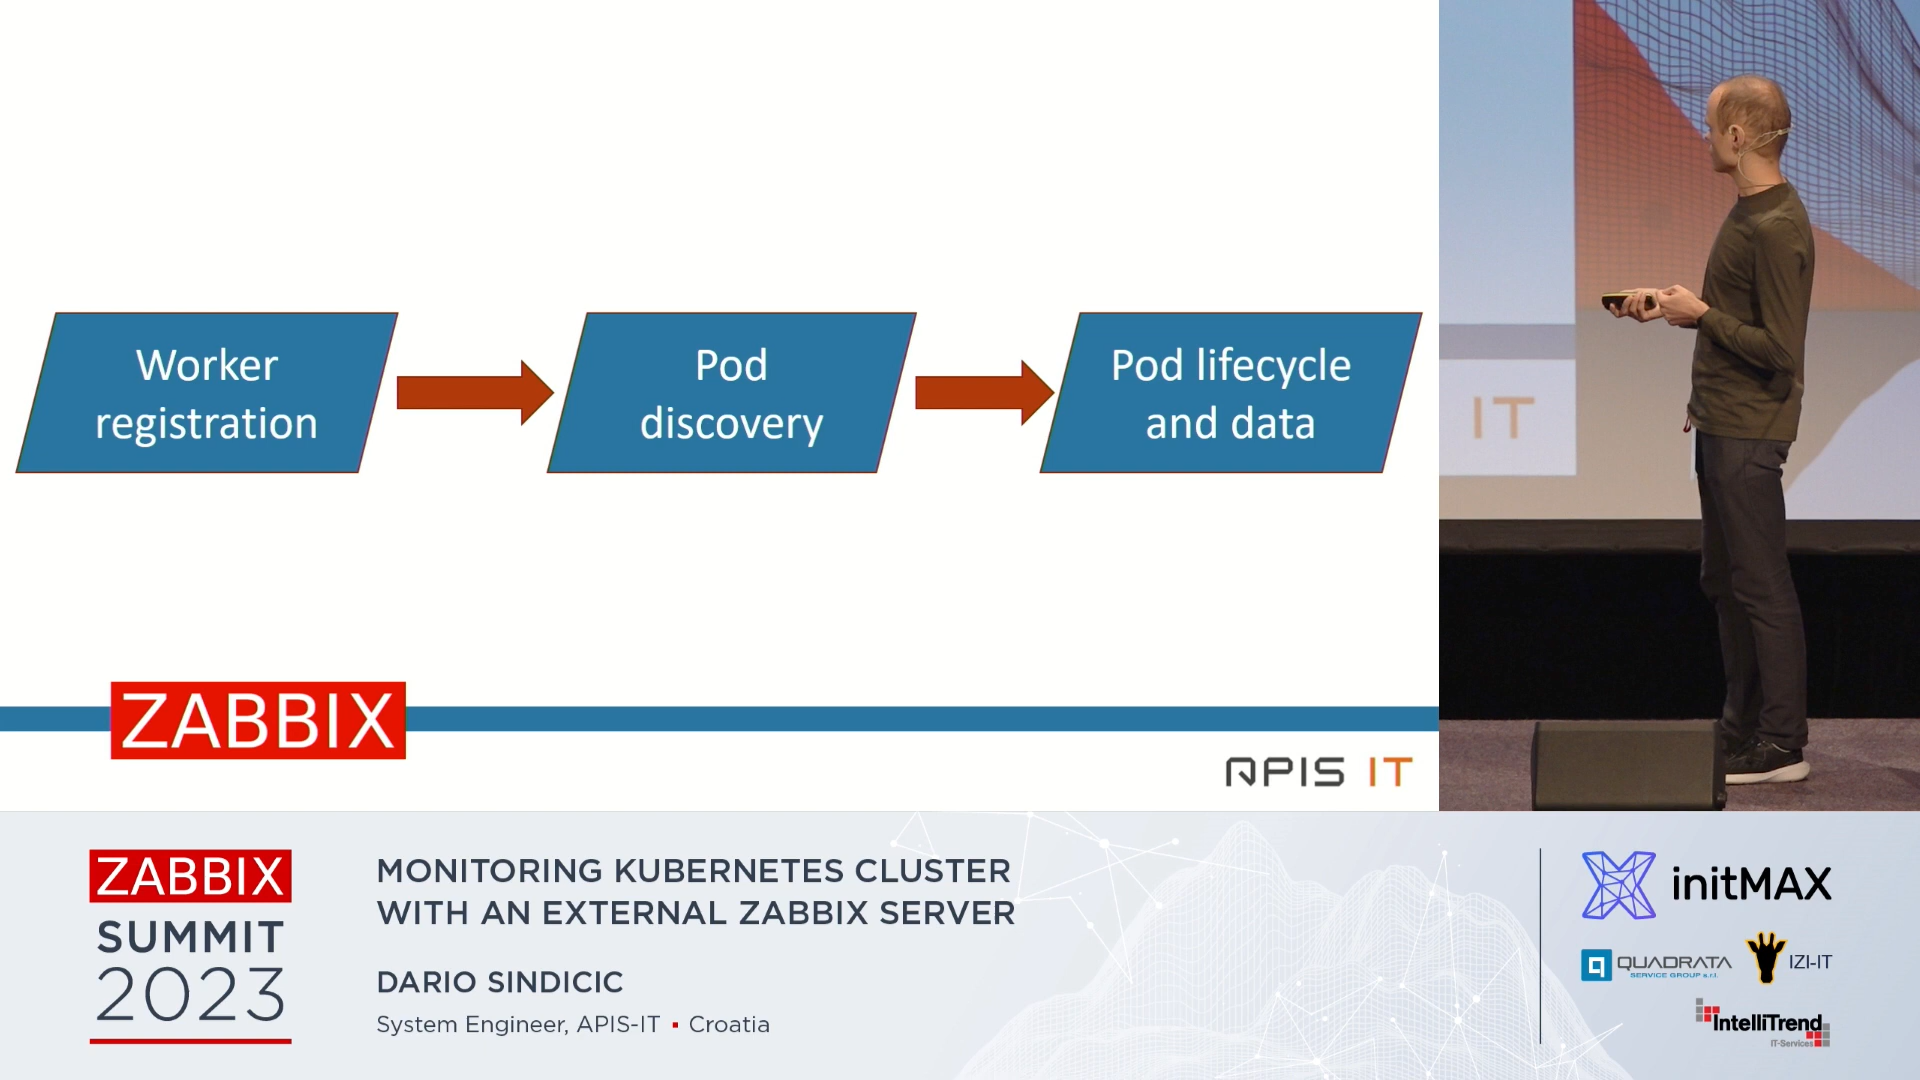 Worker
registration
Pod
discovery
Pod lifecycle
and data
ZABBIX
APIS IT
IT
ZABBIX
SUMMIT
2023
MONITORING KUBERNETES CLUSTER
WITH AN EXTERNAL ZABBIX SERVER
DARIO SINDICIC
System Engineer, APIS-IT ▪ Croatia
initMAX
QUADRATA
SERVICE GROUP s.r.l.
IZI-IT
IntelliTrend
IT-Services